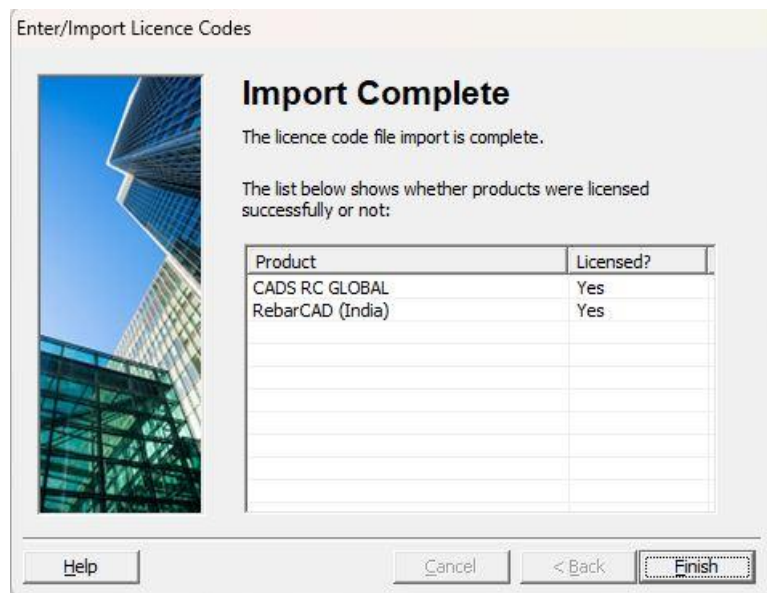 Enter/Import Licence Codes
Import Complete
The licence code file import is complete.
The list below shows whether products were licensed
successfully or not:
Product Licensed?
CADS RC GLOBAL Yes
RebarCAD (India) Yes
Help Cancel < Back Finish